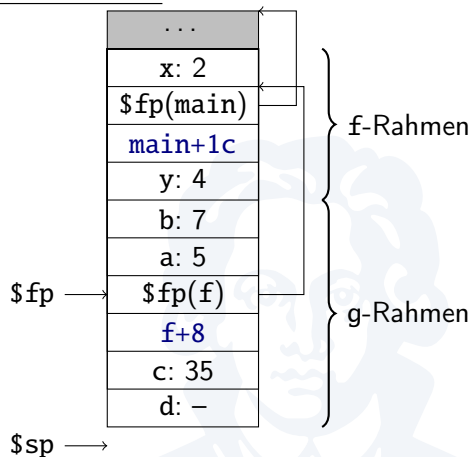 ...
x: 2
$fp(main)
f-Rahmen
main+1c
y: 4
b: 7
a: 5
$fp
$fp(f)
g-Rahmen
f+8
c: 35
d: –
$sp